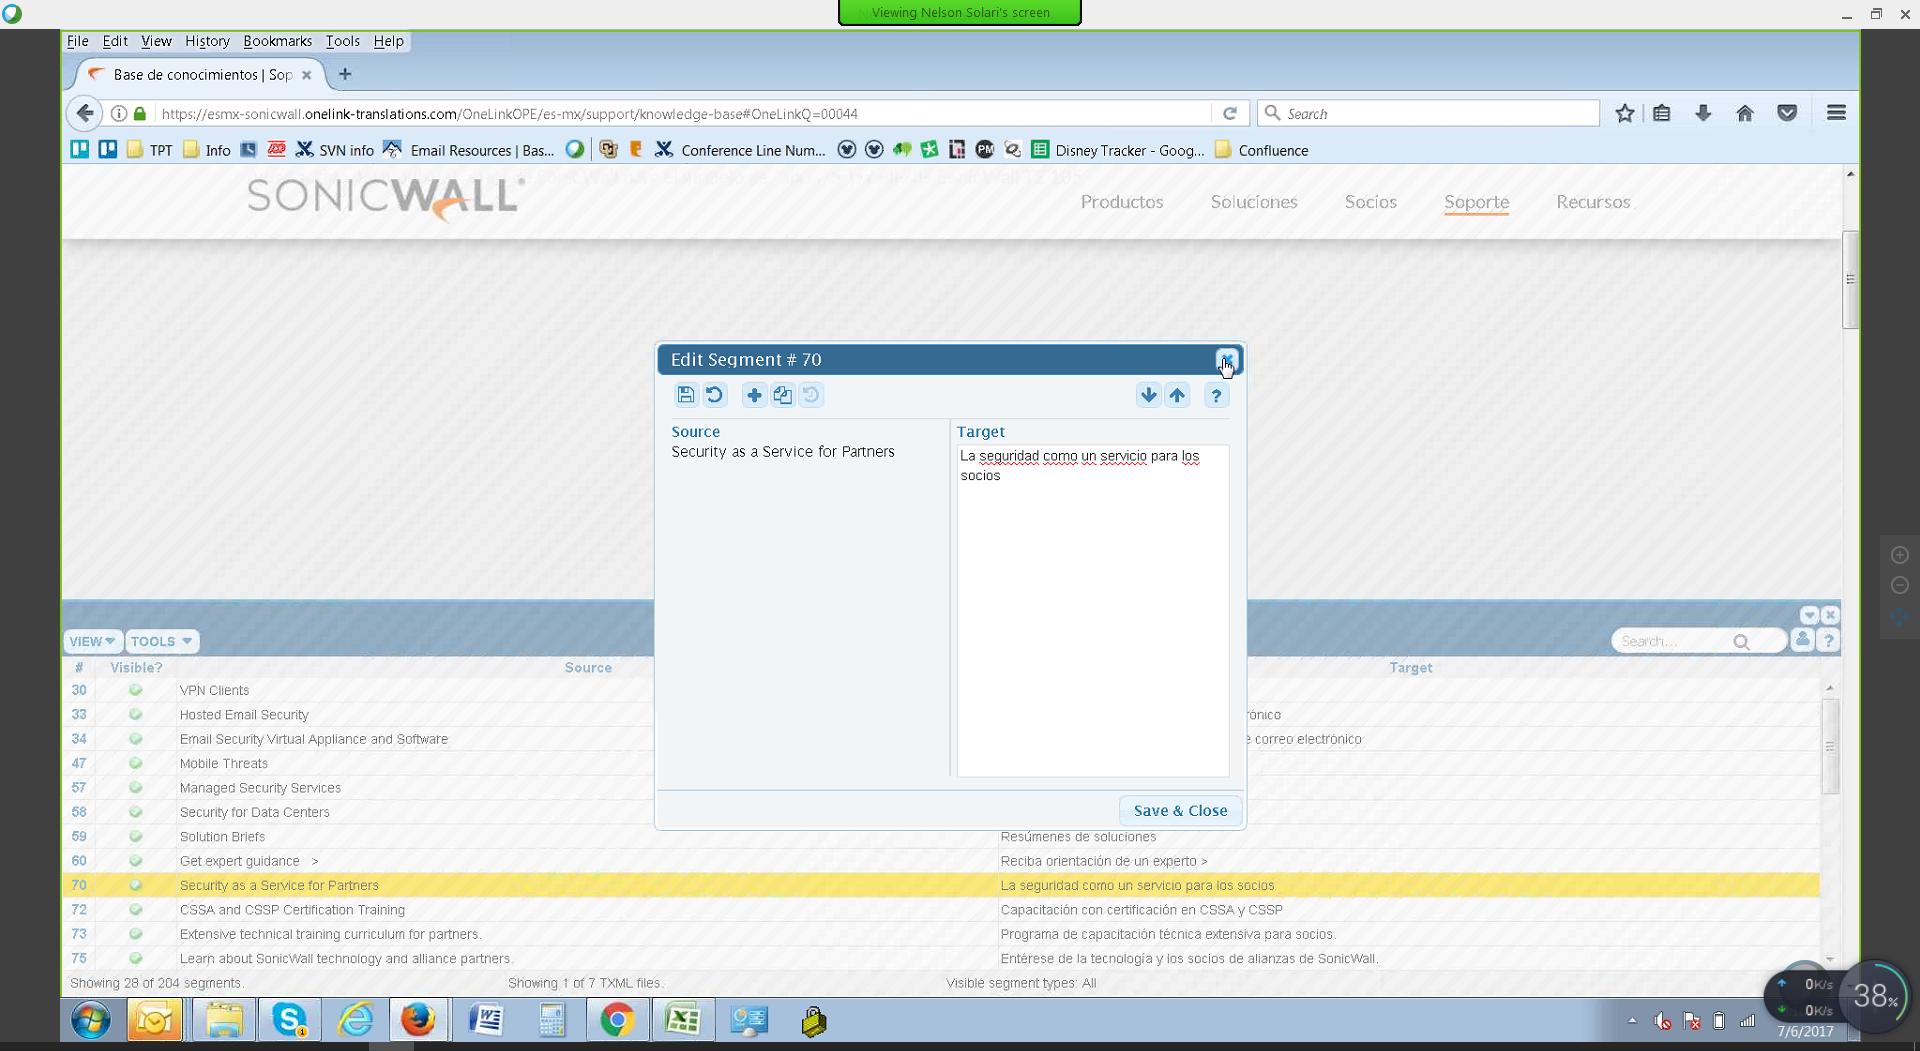 Viewing Nelson Solari's screen
File Edit View History Bookmarks Tools Help
Base de conocimientos | Sop
https://esmx-sonicwall.onelink-translations.com/OneLinkOPE/es-mx/support/knowledge-base#OneLinkQ=00044
Search
TPT Info SVN info Email Resources | Bas... Conference Line Num... PM Disney Tracker - Goog... Confluence
SONICWALL
Productos Soluciones Socios Soporte Recursos
Edit Segment # 70
?
Source Target
Security as a Service for Partners
La seguridad como un servicio para los
socios
Save & Close
VIEW TOOLS Search... ?
# Visible? Source Target
30 VPN Clients
33 Hosted Email Security rónico
34 Email Security Virtual Appliance and Software e correo electrónico
47 Mobile Threats
57 Managed Security Services
58 Security for Data Centers
59 Solution Briefs Resúmenes de soluciones
60 Get expert guidance > Reciba orientación de un experto >
70 Security as a Service for Partners La seguridad como un servicio para los socios
72 CSSA and CSSP Certification Training Capacitación con certificación en CSSA y CSSP
73 Extensive technical training curriculum for partners. Programa de capacitación técnica extensiva para socios.
75 Learn about SonicWall technology and alliance partners. Entérese de la tecnología y los socios de alianzas de SonicWall.
Showing 28 of 204 segments. Showing 1 of 7 TXML files. Visible segment types: All
0K/s
0K/s
38%
7/6/2017